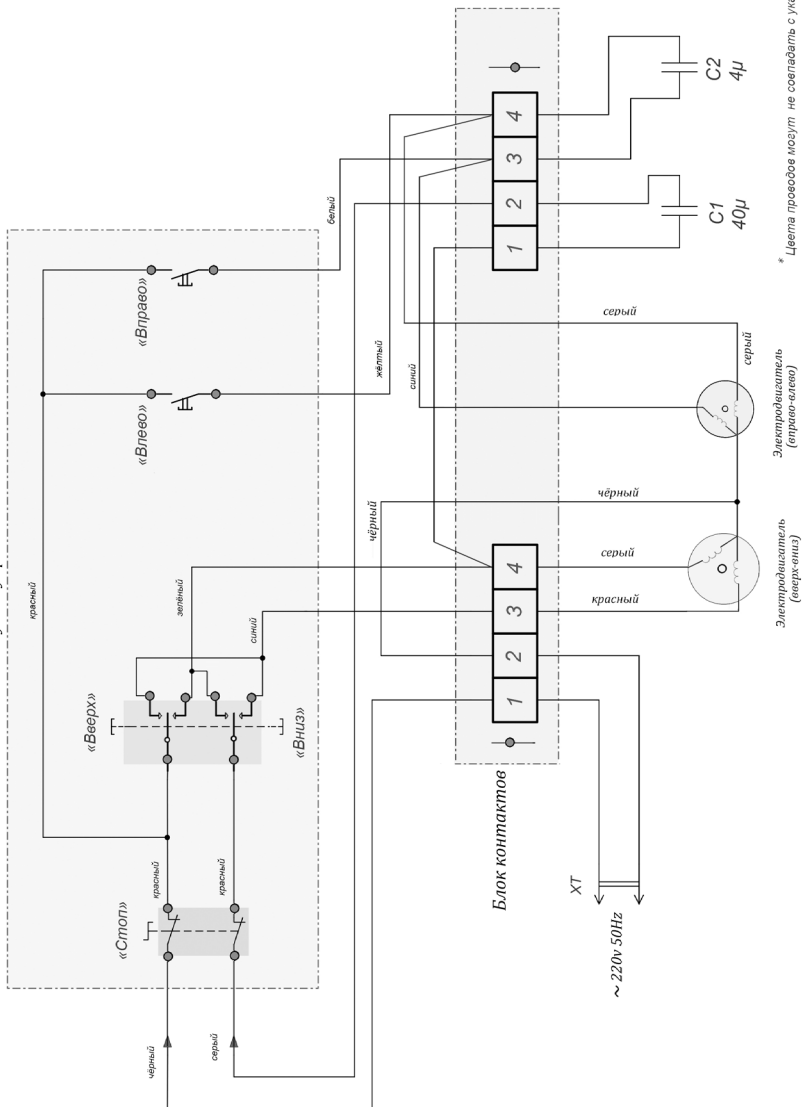 C2
4µ
* Цвета проводов могут не совпадать с
4
3
2
1
C1
40µ
белый
«Вправо»
«Влево»
жёлтый
синий
серый
серый
Электродвигатель
(вправо-влево)
красный
зелёный
синий
чёрный
чёрный
серый
красный
4
3
2
1
Электродвигатель
(вверх-вниз)
«Вверх»
«Вниз»
Блок контактов
красный
красный
«Стоп»
XT
~ 220v 50Hz
чёрный
серый